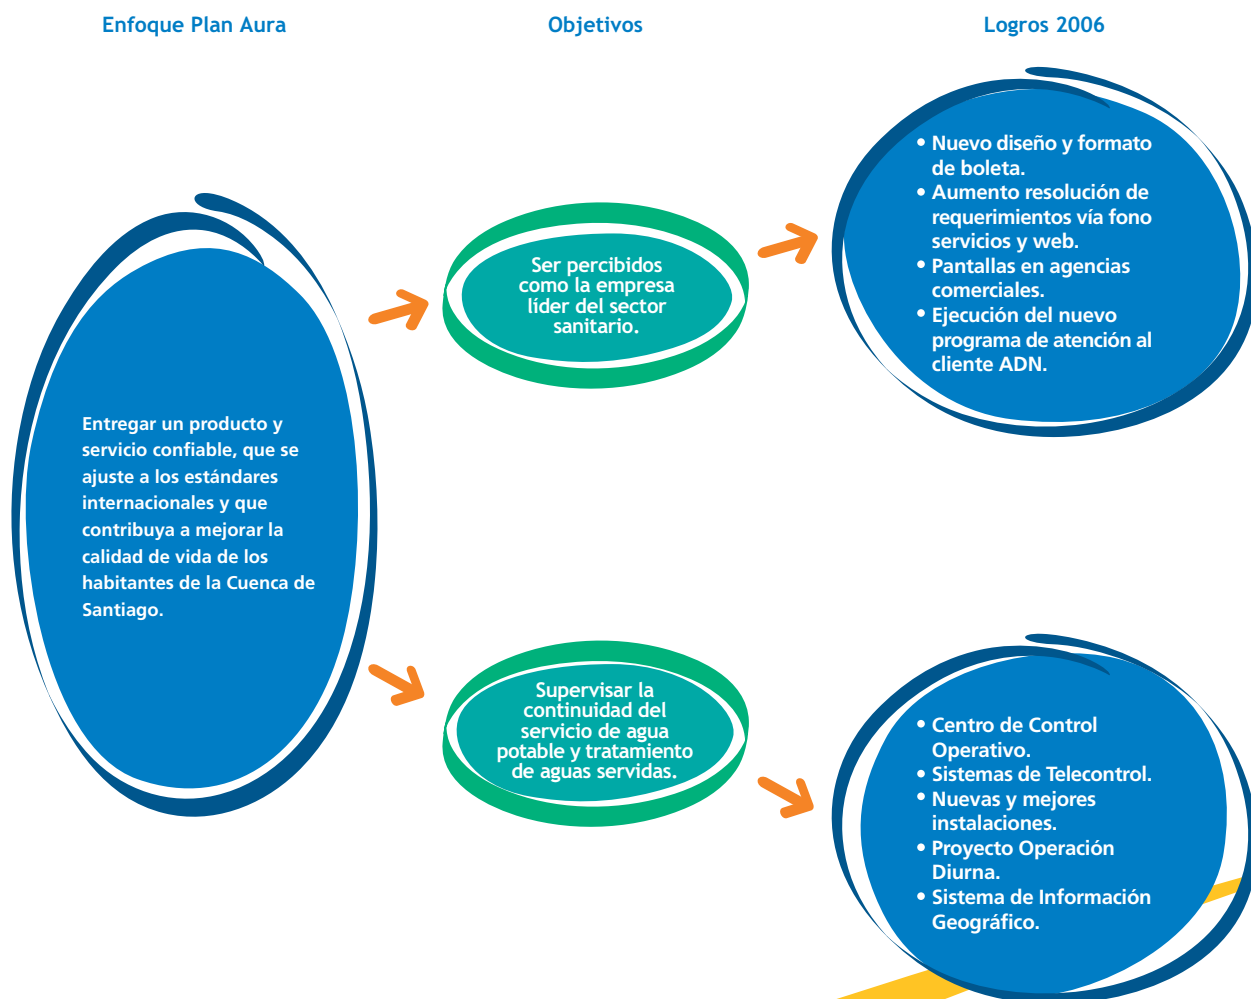 Enfoque Plan Aura
Objetivos
Logros 2006
Entregar un producto y
servicio confiable, que se
ajuste a los estándares
internacionales y que
contribuya a mejorar la
calidad de vida de los
habitantes de la Cuenca de
Santiago.
Ser percibidos
como la empresa
líder del sector
sanitario.
• Nuevo diseño y formato
de boleta.
• Aumento resolución de
requerimientos vía fono
servicios y web.
• Pantallas en agencias
comerciales.
• Ejecución del nuevo
programa de atención al
cliente ADN.
Supervisar la
continuidad del
servicio de agua
potable y tratamiento
de aguas servidas.
• Centro de Control
Operativo.
• Sistemas de Telecontrol.
• Nuevas y mejores
instalaciones.
• Proyecto Operación
Diurna.
• Sistema de Información
Geográfico.